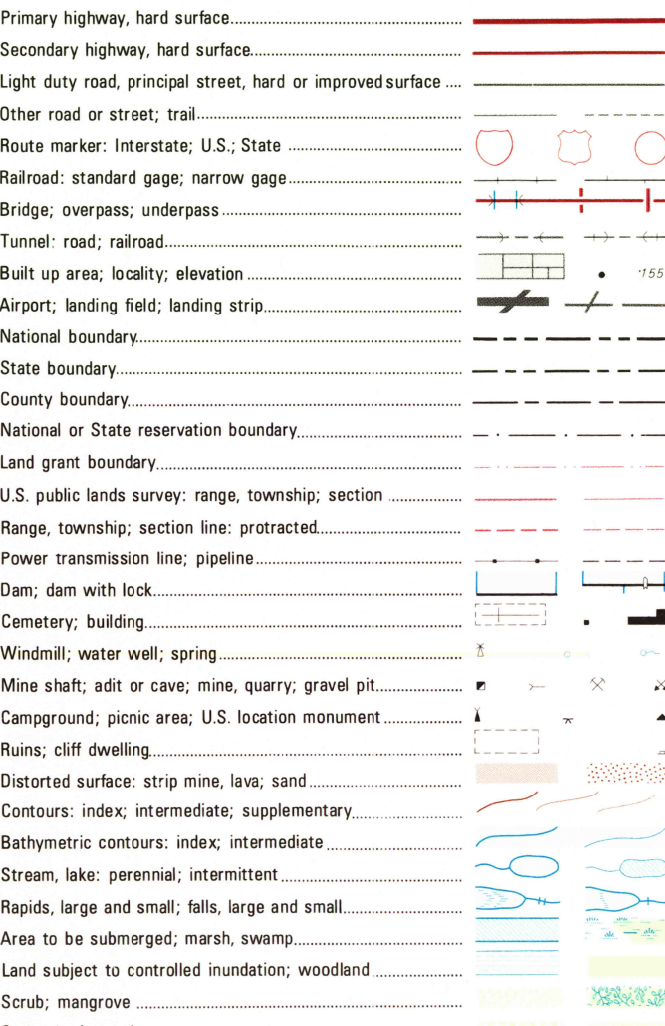 Primary highway, hard surface
Secondary highway, hard surface
Light duty road, principal street, hard or improved surface
Other road or street; trail
Route marker: Interstate; U.S.; State
Railroad: standard gage; narrow gage
Bridge; overpass; underpass
Tunnel: road; railroad
Built up area; locality; elevation 155
Airport; landing field; landing strip
National boundary
State boundary
County boundary
National or State reservation boundary
Land grant boundary
U.S. public lands survey: range, township; section
Range, township; section line: protracted
Power transmission line; pipeline
Dam; dam with lock
Cemetery; building
Windmill; water well; spring
Mine shaft; adit or cave; mine, quarry; gravel pit
Campground; picnic area; U.S. location monument
Ruins; cliff dwelling
Distorted surface: strip mine, lava; sand
Contours: index; intermediate; supplementary
Bathymetric contours: index; intermediate
Stream, lake: perennial; intermittent
Rapids, large and small; falls, large and small
Area to be submerged; marsh, swamp
Land subject to controlled inundation; woodland
Scrub; mangrove